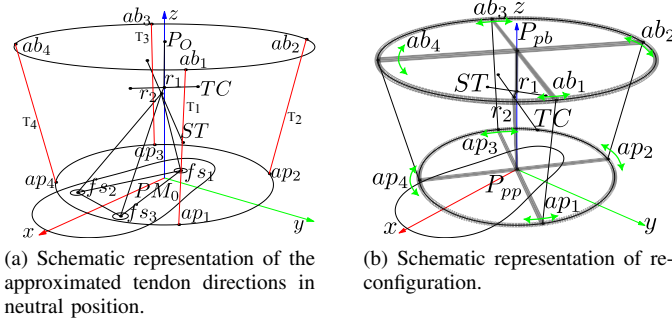 ab3
z
ab2
ab4
T3
PO
ab1
r1
TC
r2
T1
ST
T2
T4
ap3
ap4
fs1
ap2
fs2
PM0
fs3
ap1
x
y
(a) Schematic representation of the
approximated tendon directions in
neutral position.
ab3
z
ab2
ab4
Ppb
ST
r1
ab1
r2
TC
ap3
ap2
ap4
Ppp
ap1
x
y
(b) Schematic representation of re-
configuration.